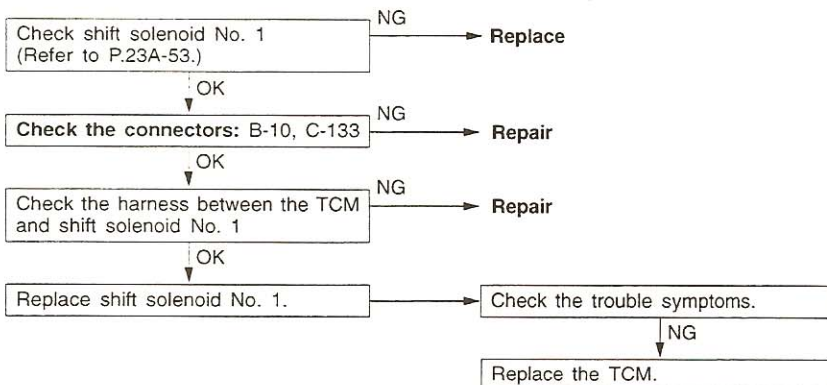 Check shift solenoid No. 1
(Refer to P.23A-53.)
NG
Replace
OK
Check the connectors: B-10, C-133
NG
Repair
OK
Check the harness between the TCM
and shift solenoid No. 1
NG
Repair
OK
Replace shift solenoid No. 1.
Check the trouble symptoms.
NG
Replace the TCM.